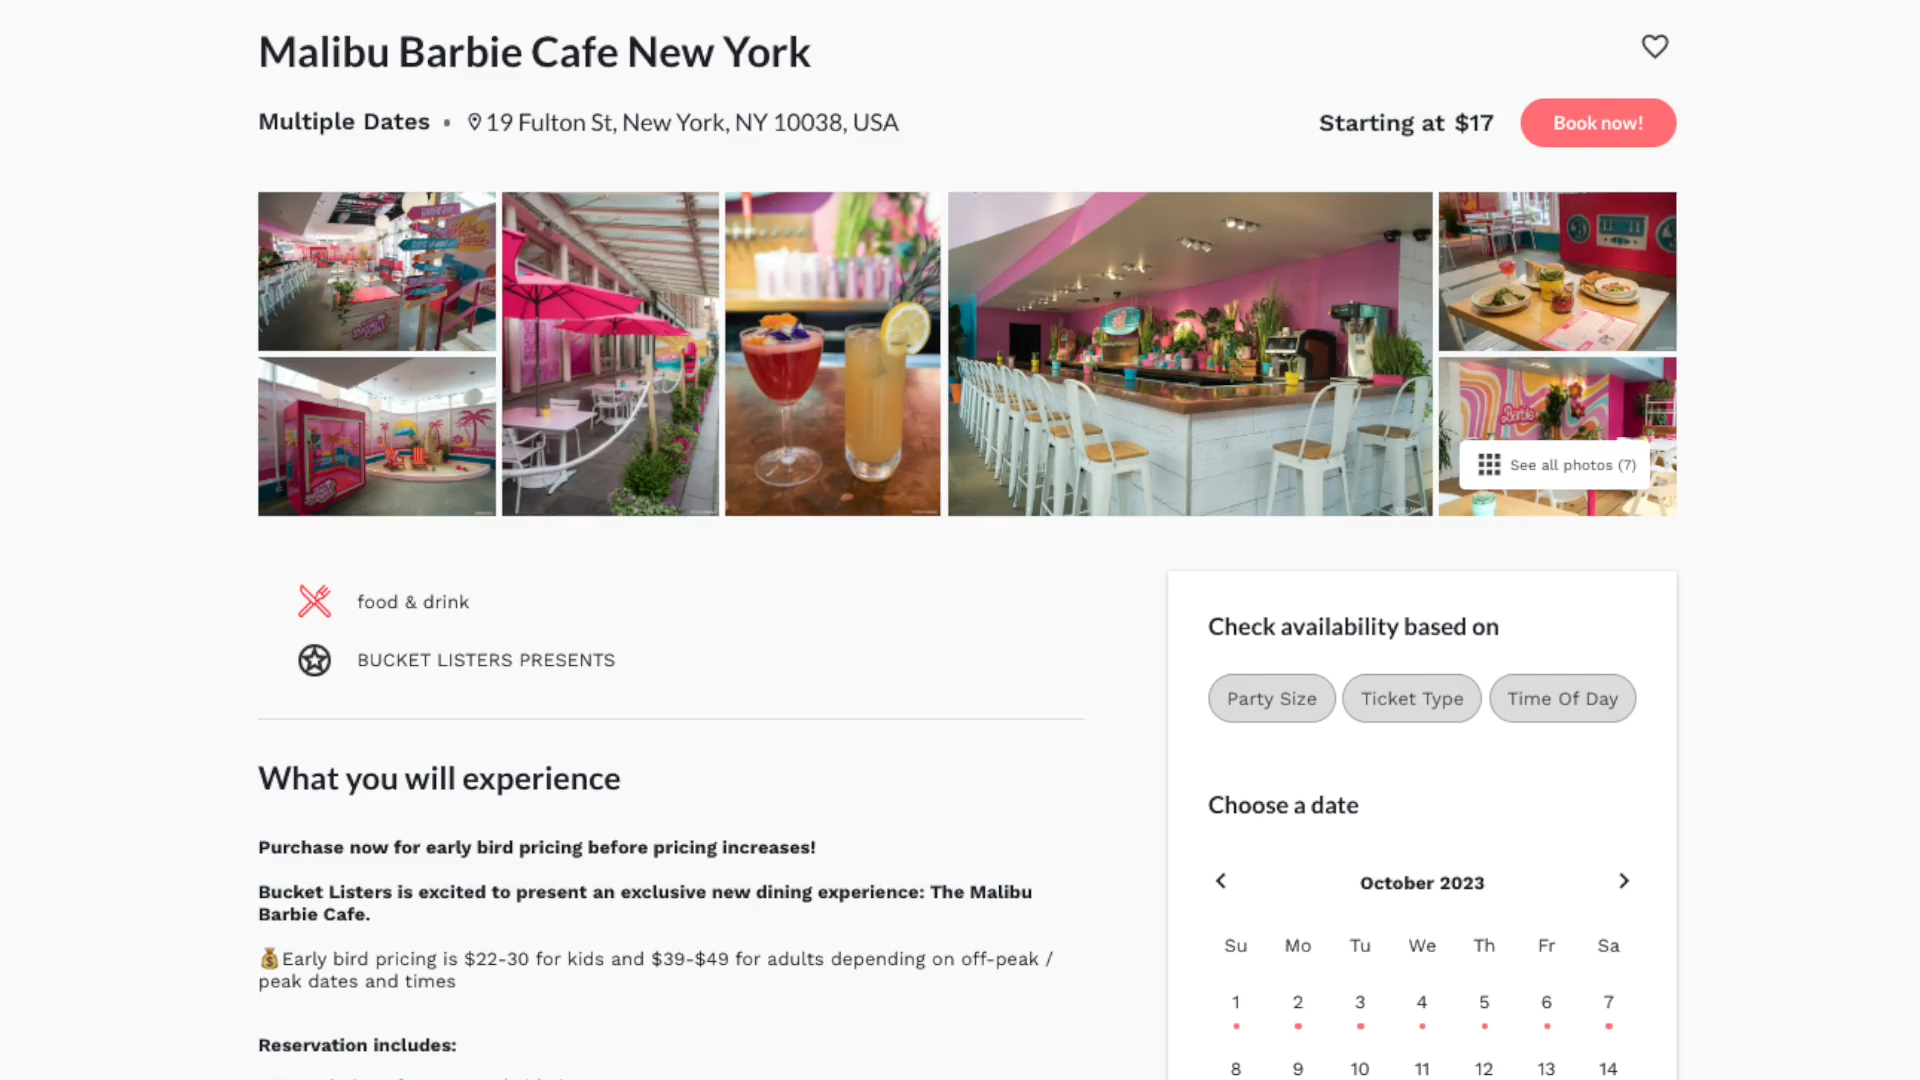 Malibu Barbie Cafe New York
Multiple Dates • 19 Fulton St, New York, NY 10038, USA
Starting at $17
Book now!
Barbie
See all photos (7)
food & drink
BUCKET LISTERS PRESENTS
What you will experience
Purchase now for early bird pricing before pricing increases!
Bucket Listers is excited to present an exclusive new dining experience: The Malibu
Barbie Cafe.
💰Early bird pricing is $22-30 for kids and $39-$49 for adults depending on off-peak /
peak dates and times
Reservation includes:
Check availability based on
Party Size
Ticket Type
Time Of Day
Choose a date
October 2023
Su Mo Tu We Th Fr Sa
1 2 3 4 5 6 7
8 9 10 11 12 13 14